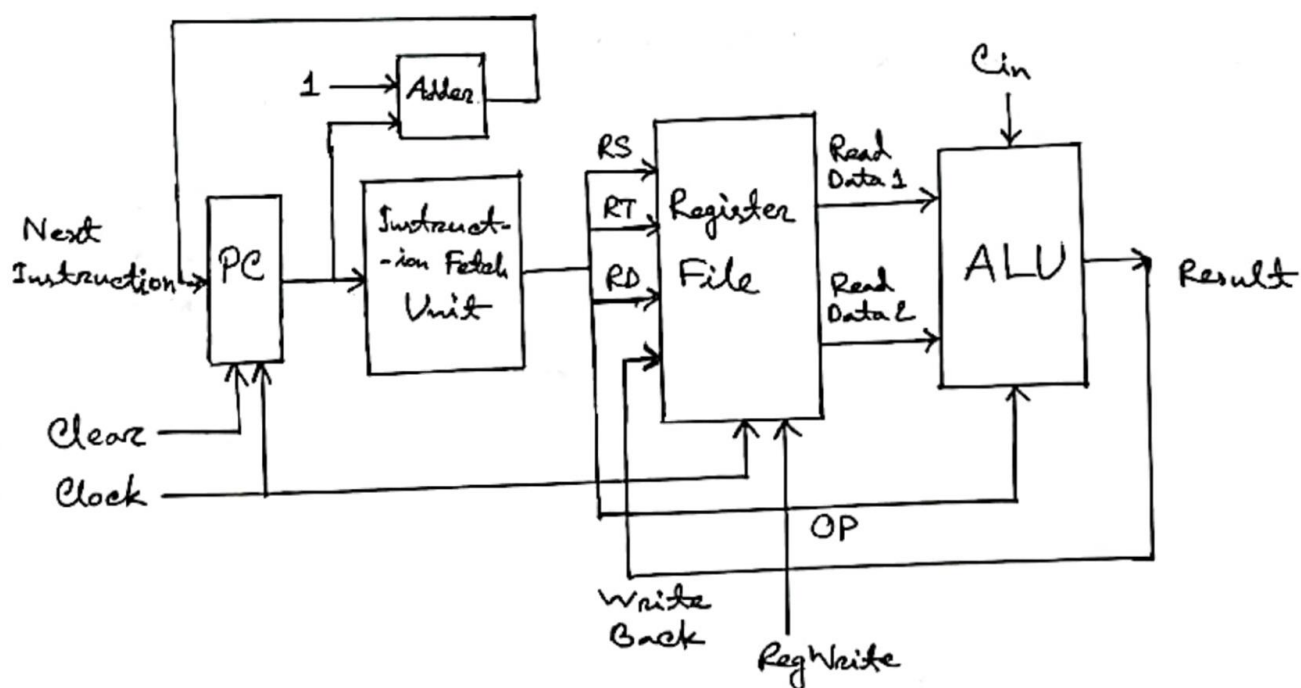 Cin
1
Adder
RS
Read
Data 1
RT
Register
File
Instruct-
-ion Fetch
Unit
Next
Instruction
PC
ALU
Result
RD
Read
Data 2
Clear
Clock
OP
Write
Back
RegWrite